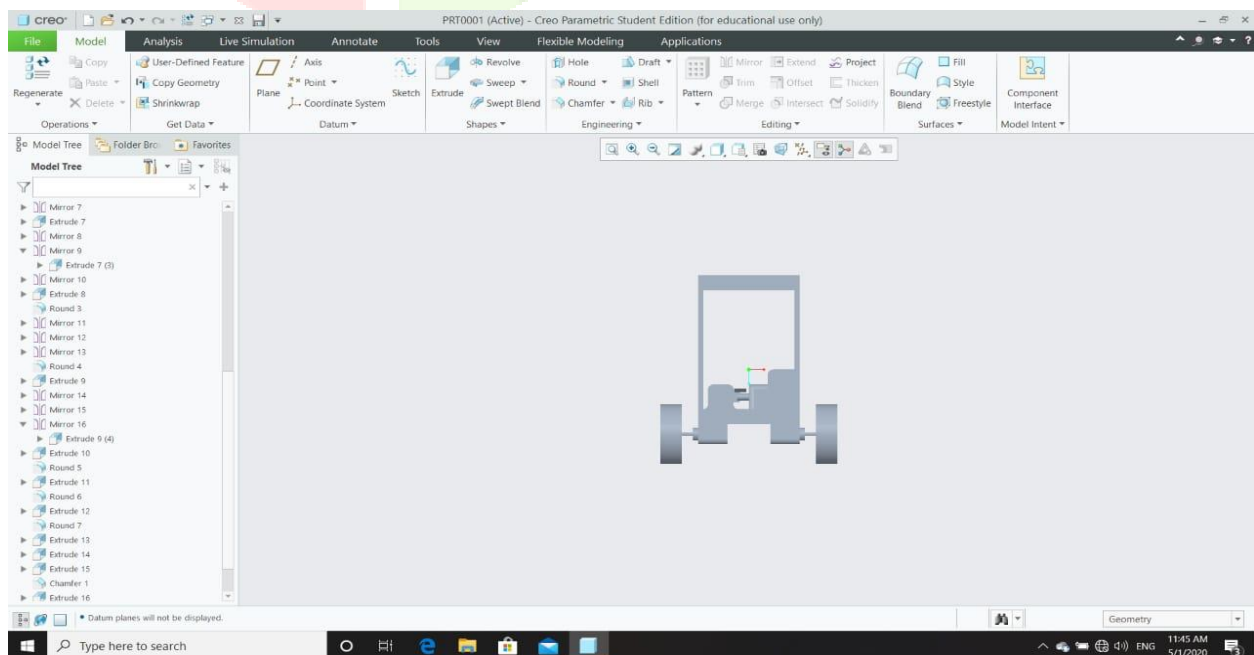 creo® PRT0001 (Active) - Creo Parametric Student Edition (for educational use only)
File Model Analysis Live Simulation Annotate Tools View Flexible Modeling Applications
Regenerate
Copy
Paste
Delete
Operations
User-Defined Feature
Copy Geometry
Shrinkwrap
Get Data
Plane
Axis
Point
Coordinate System
Sketch
Datum
Extrude
Revolve
Sweep
Swept Blend
Shapes
Hole
Round
Chamfer
Draft
Shell
Rib
Engineering
Pattern
Mirror
Trim
Merge
Extend
Offset
Intersect
Project
Thicken
Solidify
Editing
Boundary
Blend
Fill
Style
Freestyle
Surfaces
Component
Interface
Model Intent
Model Tree Folder Bro Favorites
Model Tree
Mirror 7
Extrude 7
Mirror 8
Mirror 9
Extrude 7 (3)
Mirror 10
Extrude 8
Round 3
Mirror 11
Mirror 12
Mirror 13
Round 4
Extrude 9
Mirror 14
Mirror 15
Mirror 16
Extrude 9 (4)
Extrude 10
Round 5
Extrude 11
Round 6
Extrude 12
Round 7
Extrude 13
Extrude 14
Extrude 15
Chamfer 1
Extrude 16
• Datum planes will not be displayed.
Geometry
Type here to search
ENG
11:45 AM
5/1/2020